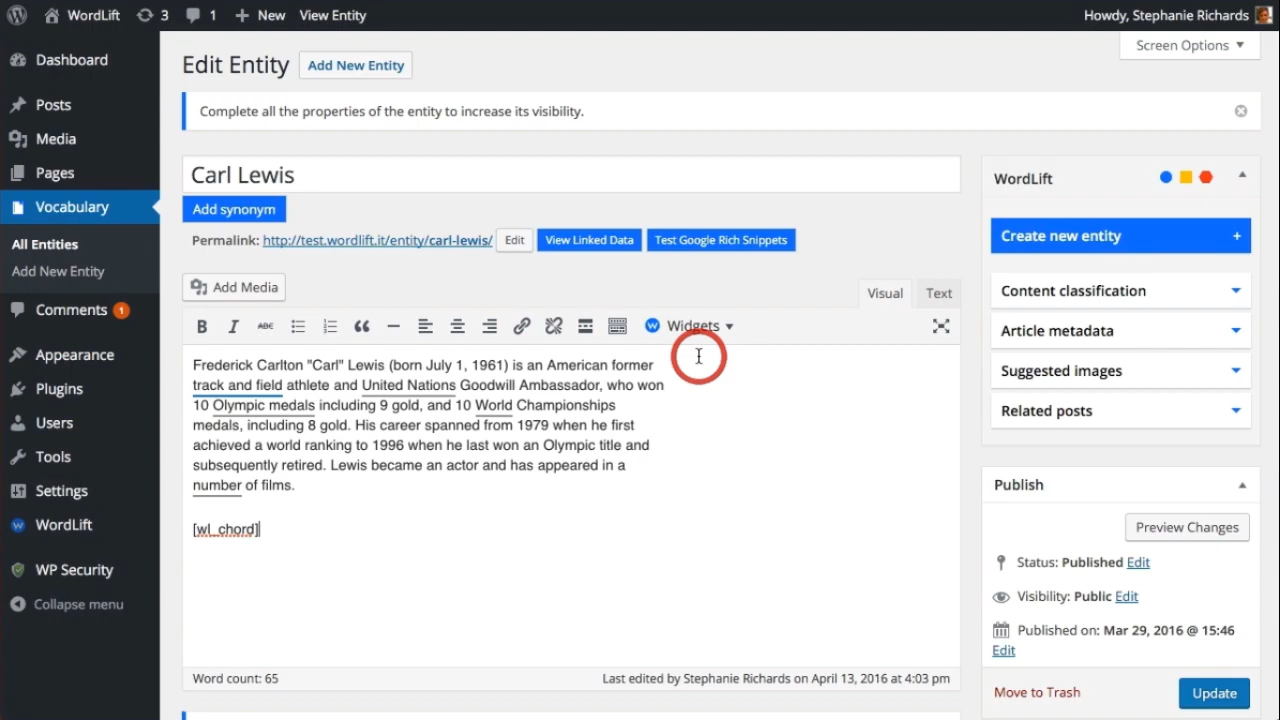 WordLift 3 1 New View Entity Howdy, Stephanie Richards
Dashboard
Posts
Media
Pages
Vocabulary
All Entities
Add New Entity
Comments 1
Appearance
Plugins
Users
Tools
Settings
WordLift
WP Security
Collapse menu
Screen Options
Edit Entity Add New Entity
Complete all the properties of the entity to increase its visibility.
Carl Lewis
Add synonym
Permalink: http://test.wordlift.it/entity/carl-lewis/ Edit View Linked Data Test Google Rich Snippets
Add Media
Visual Text
B I ABC Widgets
Frederick Carlton "Carl" Lewis (born July 1, 1961) is an American former
track and field athlete and United Nations Goodwill Ambassador, who won
10 Olympic medals including 9 gold, and 10 World Championships
medals, including 8 gold. His career spanned from 1979 when he first
achieved a world ranking to 1996 when he last won an Olympic title and
subsequently retired. Lewis became an actor and has appeared in a
number of films.
[wl_chord]
Word count: 65 Last edited by Stephanie Richards on April 13, 2016 at 4:03 pm
WordLift
Create new entity +
Content classification
Article metadata
Suggested images
Related posts
Publish
Preview Changes
Status: Published Edit
Visibility: Public Edit
Published on: Mar 29, 2016 @ 15:46
Edit
Move to Trash Update